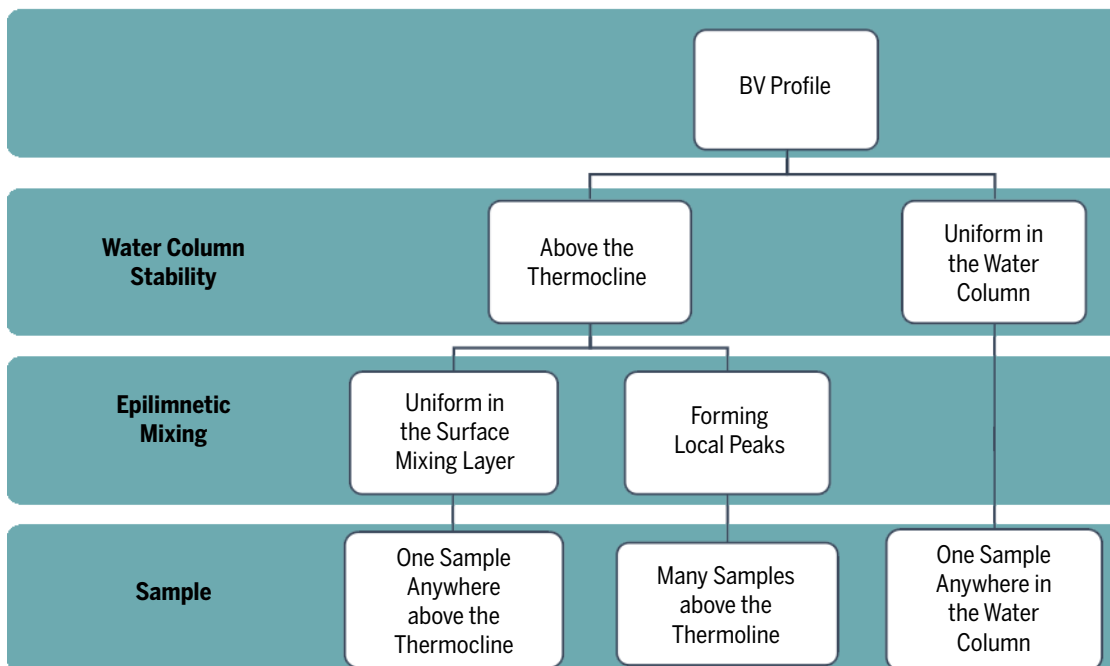 BV Profile
Water Column
Stability
Above the
Thermocline
Uniform in
the Water
Column
Epilimnetic
Mixing
Uniform in
the Surface
Mixing Layer
Forming
Local Peaks
Sample
One Sample
Anywhere
above the
Thermocline
Many Samples
above the
Thermoline
One Sample
Anywhere in
the Water
Column